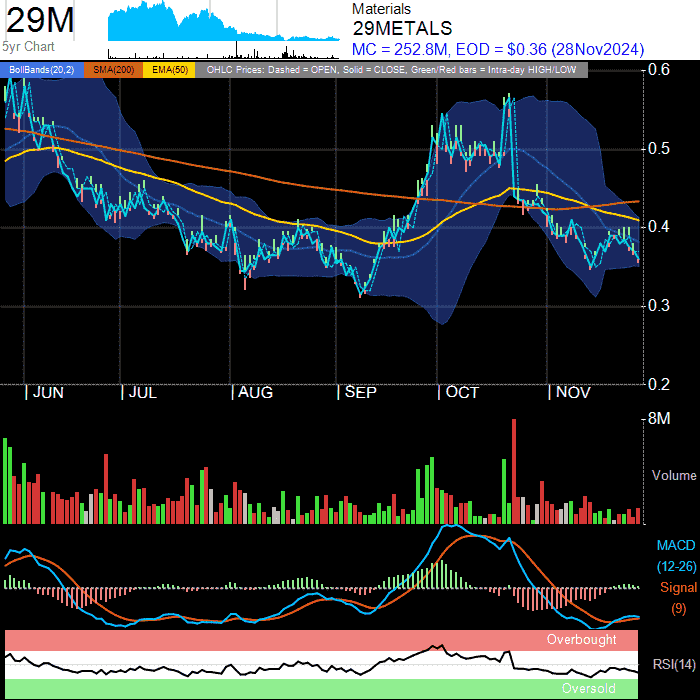 29M
5yr Chart
Materials
29METALS
MC = 252.8M, EOD = $0.36 (28Nov2024)
BollBands(20,2) SMA(200) EMA(50) OHLC Prices: Dashed = OPEN, Solid = CLOSE, Green/Red bars = Intra-day HIGH/LOW
0.6
0.5
0.4
0.3
0.2
JUN JUL AUG SEP OCT NOV
8M
Volume
MACD
(12-26)
Signal
(9)
Overbought
RSI(14)
Oversold